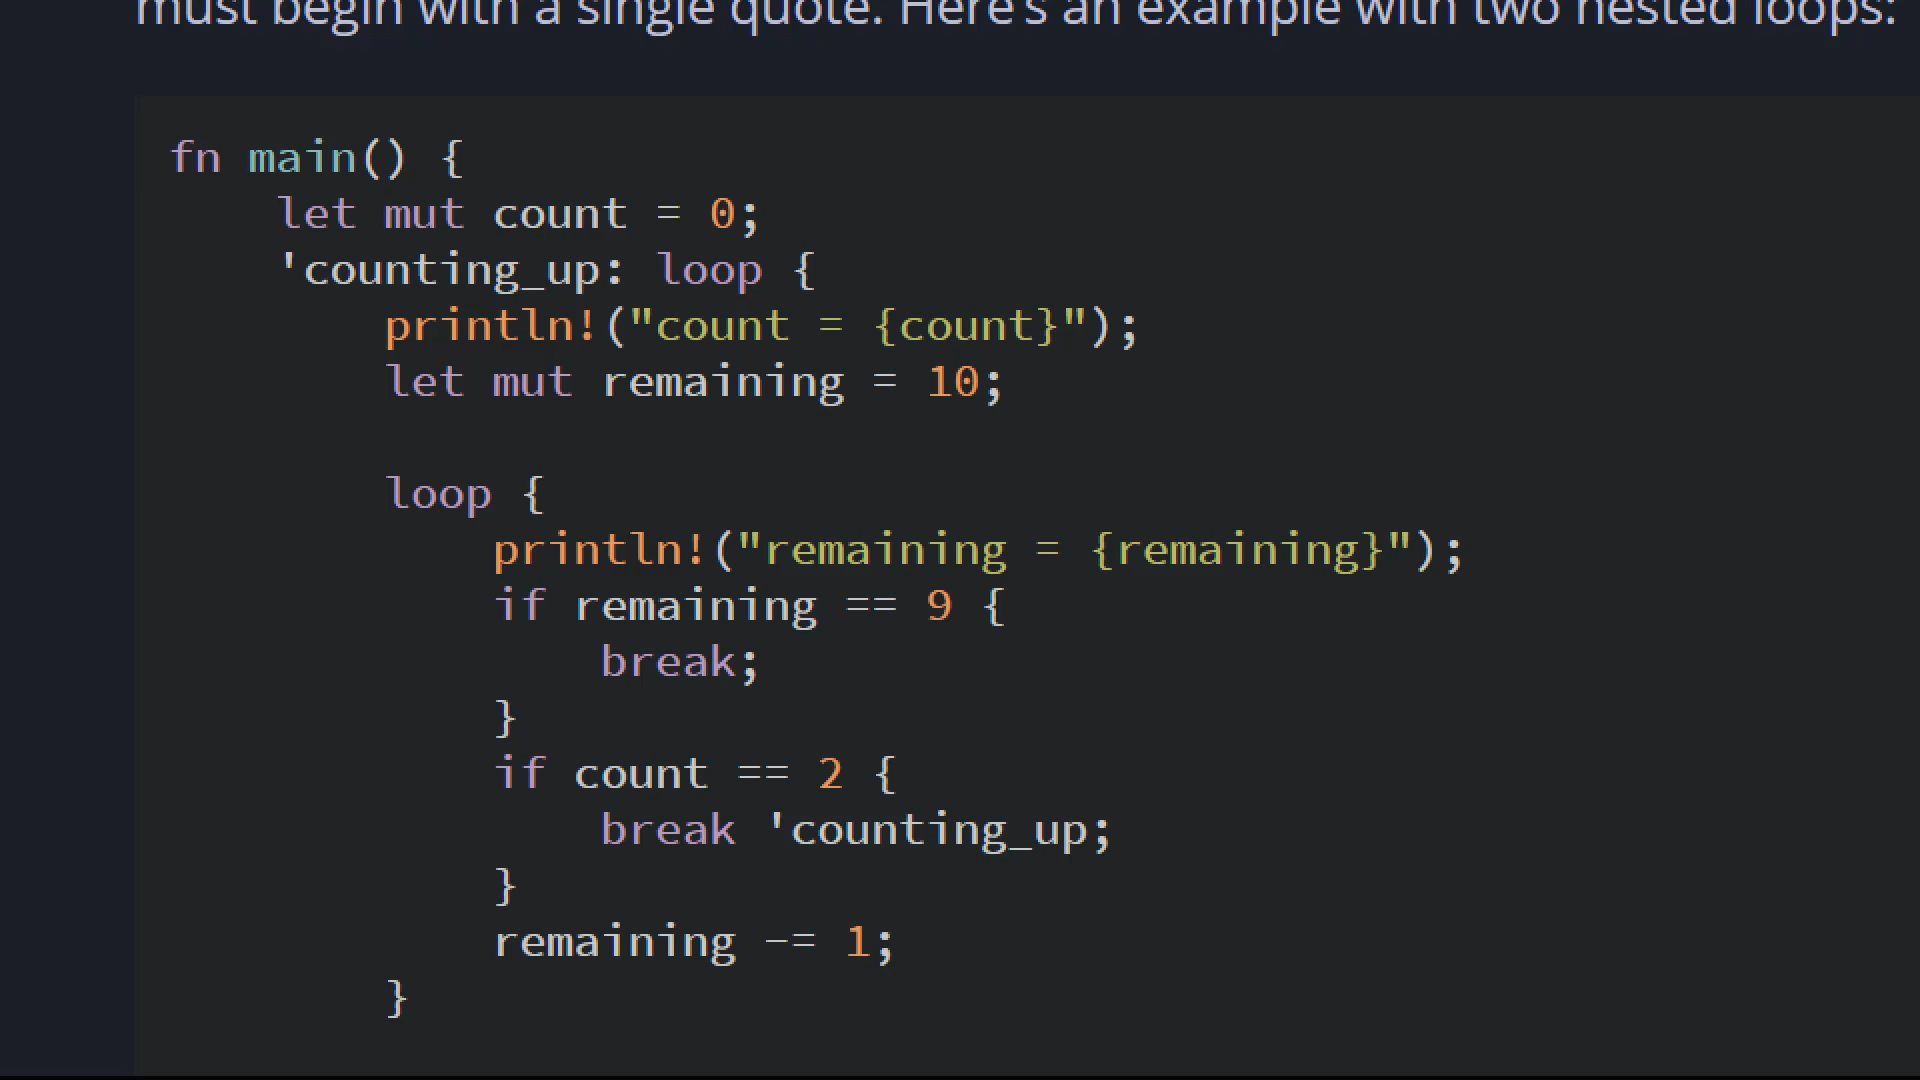 must begin with a single quote. Here's an example with two nested loops:
fn main() {
    let mut count = 0;
    'counting_up: loop {
        println!("count = {count}");
        let mut remaining = 10;

        loop {
            println!("remaining = {remaining}");
            if remaining == 9 {
                break;
            }
            if count == 2 {
                break 'counting_up;
            }
            remaining -= 1;
        }